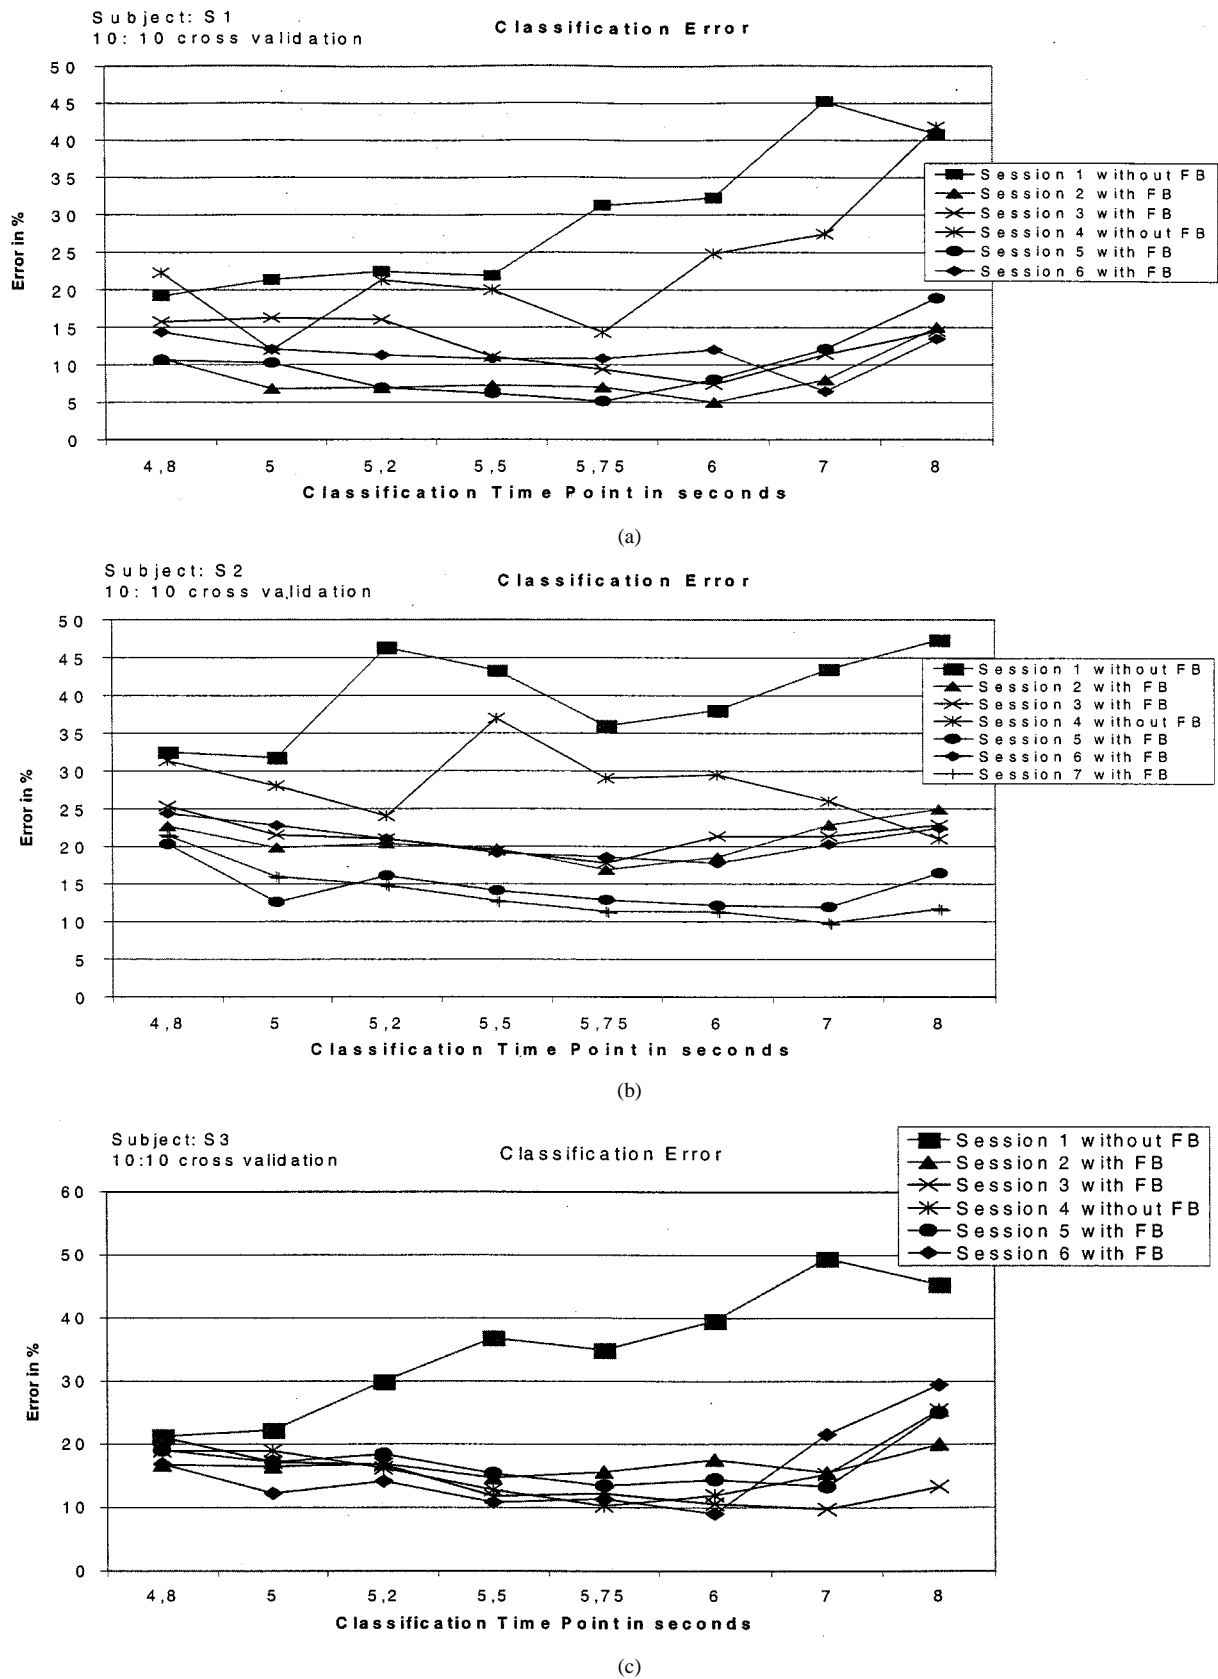 Subject: S1
10: 10 cross validation
Classification Error
Error in %
50
45
40
35
30
25
20
15
10
5
0
4,8 5 5,2 5,5 5,75 6 7 8
Classification Time Point in seconds
Session 1 without FB
Session 2 with FB
Session 3 with FB
Session 4 without FB
Session 5 with FB
Session 6 with FB
(a)
Subject: S2
10: 10 cross validation
Classification Error
Error in %
50
45
40
35
30
25
20
15
10
5
0
4,8 5 5,2 5,5 5,75 6 7 8
Classification Time Point in seconds
Session 1 without FB
Session 2 with FB
Session 3 with FB
Session 4 without FB
Session 5 with FB
Session 6 with FB
Session 7 with FB
(b)
Subject: S3
10:10 cross validation
Classification Error
Error in %
60
50
40
30
20
10
0
4,8 5 5,2 5,5 5,75 6 7 8
Classification Time Point in seconds
Session 1 without FB
Session 2 with FB
Session 3 with FB
Session 4 without FB
Session 5 with FB
Session 6 with FB
(c)